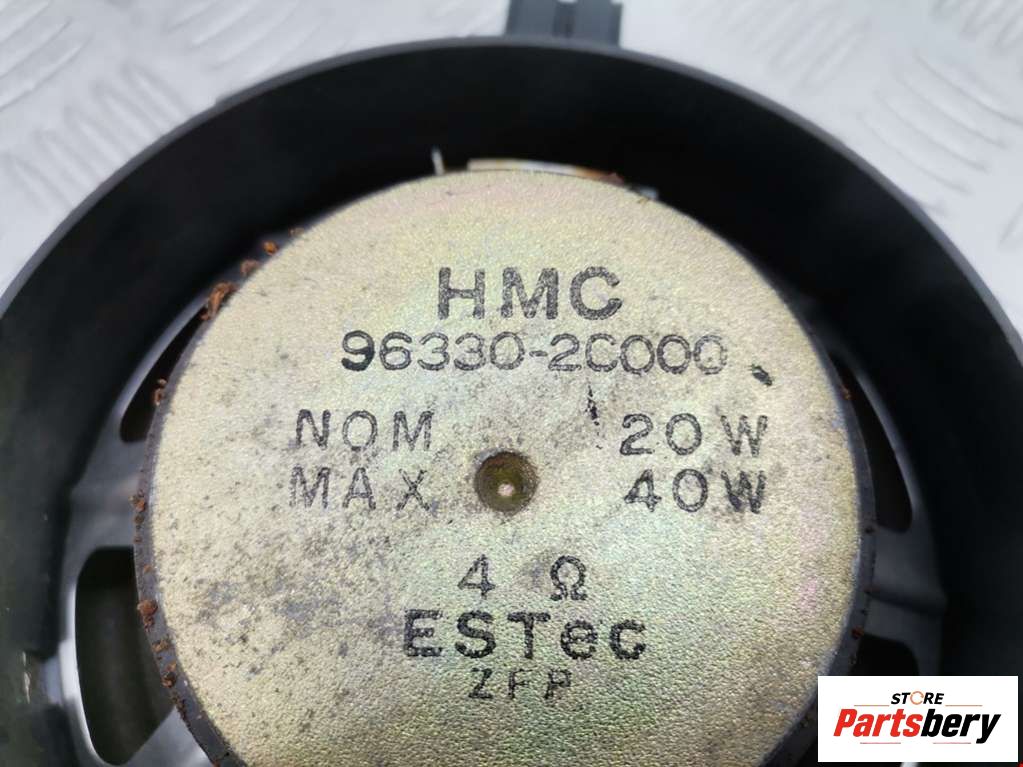 HMC
96330-2C000
NOM 20W
MAX 40W
4 Ω
ESTec
ZFP
STORE
Partsbery